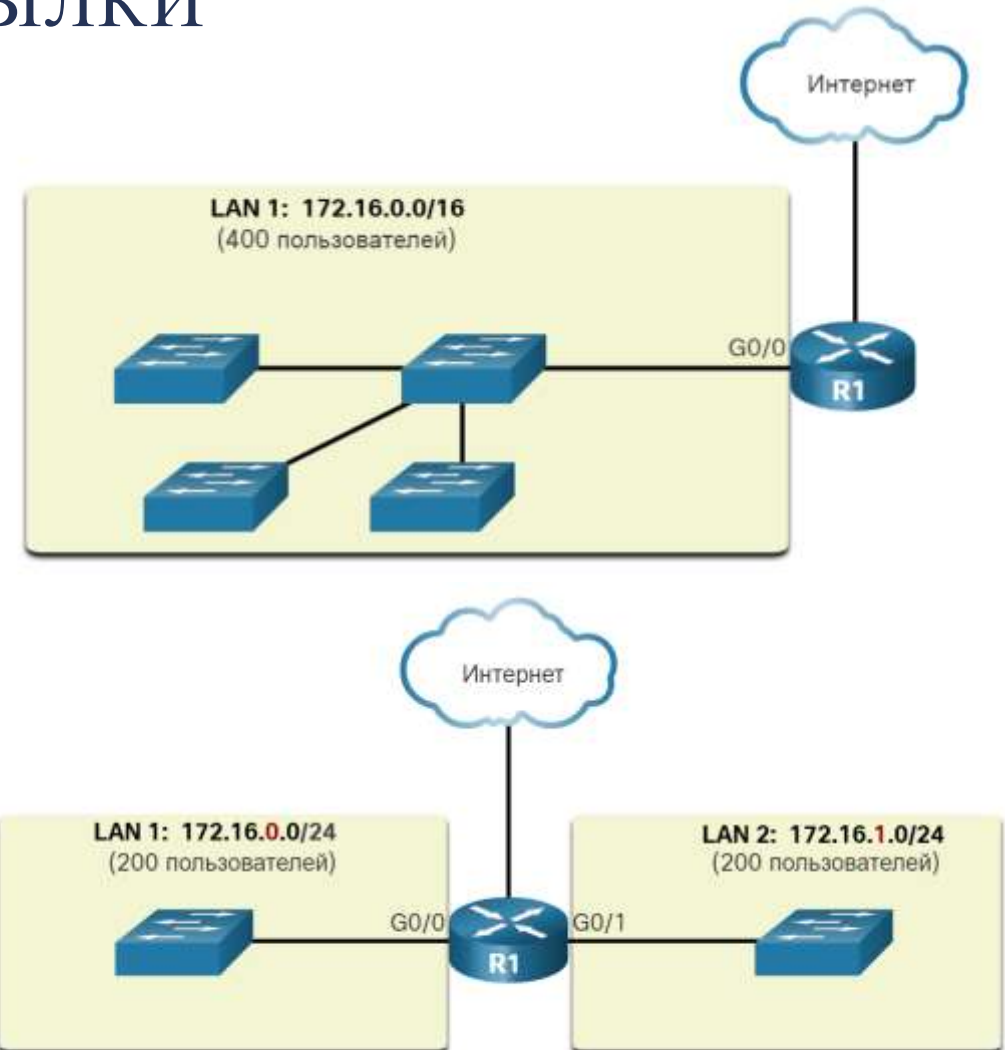 Интернет
LAN 1: 172.16.0.0/16
(400 пользователей)
G0/0
R1
Интернет
LAN 1: 172.16.0.0/24
(200 пользователей)
LAN 2: 172.16.1.0/24
(200 пользователей)
G0/0
G0/1
R1